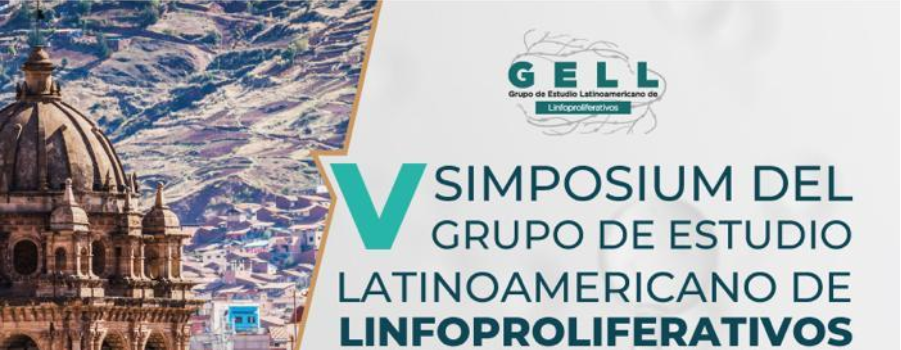 GELL
Grupo de Estudio Latinoamericano de
Linfoproliferativos
V SIMPOSIUM DEL
GRUPO DE ESTUDIO
LATINOAMERICANO DE
LINFOPROLIFERATIVOS